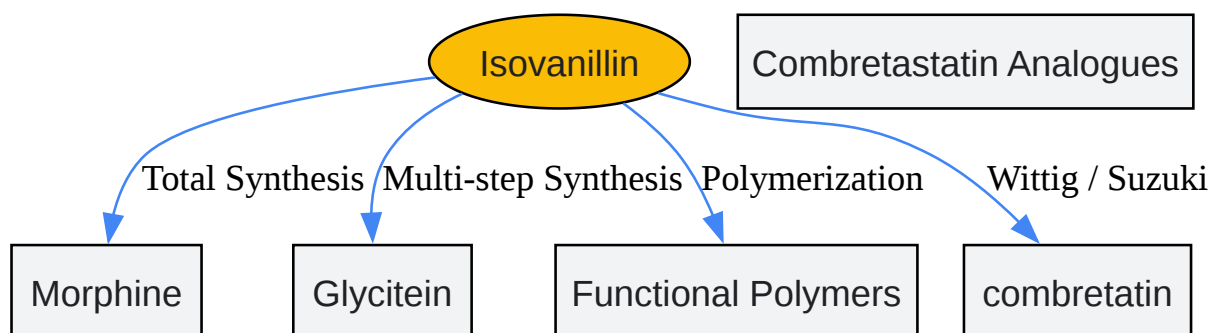 Isovanillin
Combretastatin Analogues
Total Synthesis
Multi-step Synthesis
Polymerization
Wittig / Suzuki
Morphine
Glycitein
Functional Polymers
combretatin